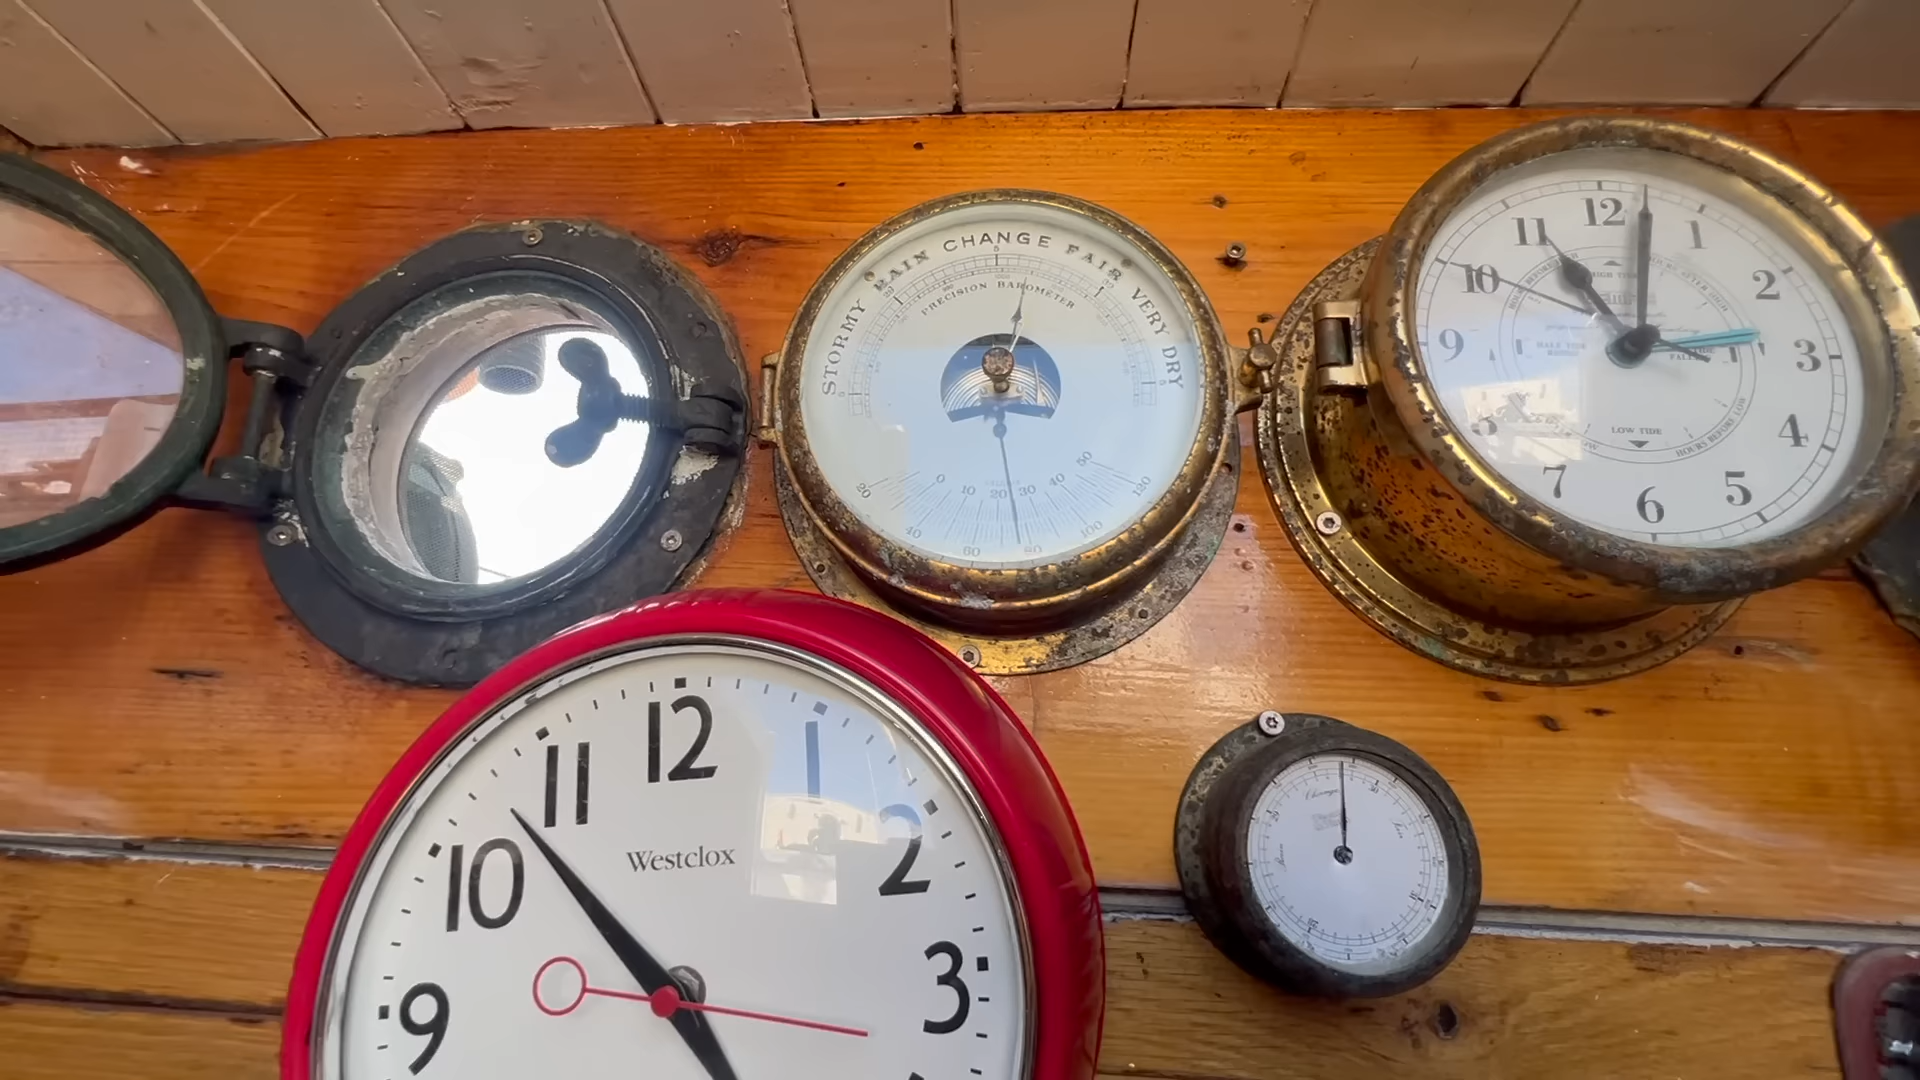 STORMY RAIN CHANGE FAIR VERY DRY
PRECISION BAROMETER
0 10 20 30 40 50
20 40 60 80 100 120
12
1
2
3
4
5
6
7
9
10
11
HIGH TIDE
HALF TIDE
FALLING
LOW TIDE
HOURS BEFORE LOW
12
1
2
3
9
10
11
Westclox
Change
Rain